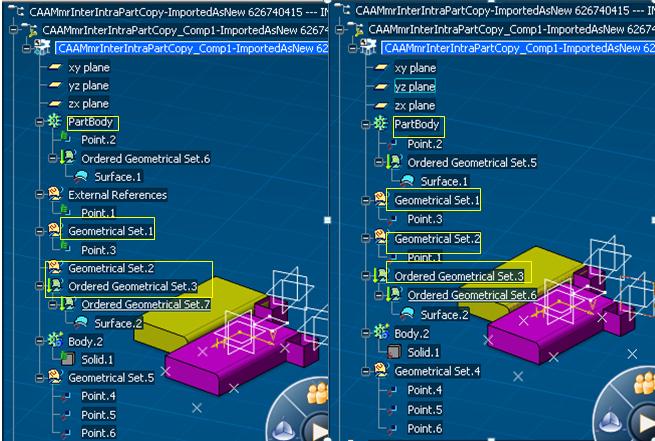 CAAMmrInterIntraPartCopy-ImportedAsNew 626740415 --- IN
CAAMmrInterIntraPartCopy_Comp1-ImportedAsNew 62674
CAAMmrInterIntraPartCopy_Comp1-ImportedAsNew 62
xy plane
yz plane
zx plane
PartBody
Point.2
Ordered Geometrical Set.6
Surface.1
External References
Point.1
Geometrical Set.1
Point.3
Geometrical Set.2
Ordered Geometrical Set.3
Ordered Geometrical Set.7
Surface.2
Body.2
Solid.1
Geometrical Set.5
Point.4
Point.5
Point.6
CAAMmrInterIntraPartCopy-ImportedAsNew 626740415 --- I
CAAMmrInterIntraPartCopy_Comp1-ImportedAsNew 6267
CAAMmrInterIntraPartCopy_Comp1-ImportedAsNew 6
xy plane
yz plane
zx plane
PartBody
Point.2
Ordered Geometrical Set.5
Surface.1
Geometrical Set.1
Point.3
Geometrical Set.2
Point.1
Ordered Geometrical Set.3
Ordered Geometrical Set.6
Surface.2
Body.2
Solid.1
Geometrical Set.4
Point.4
Point.5
Point.6